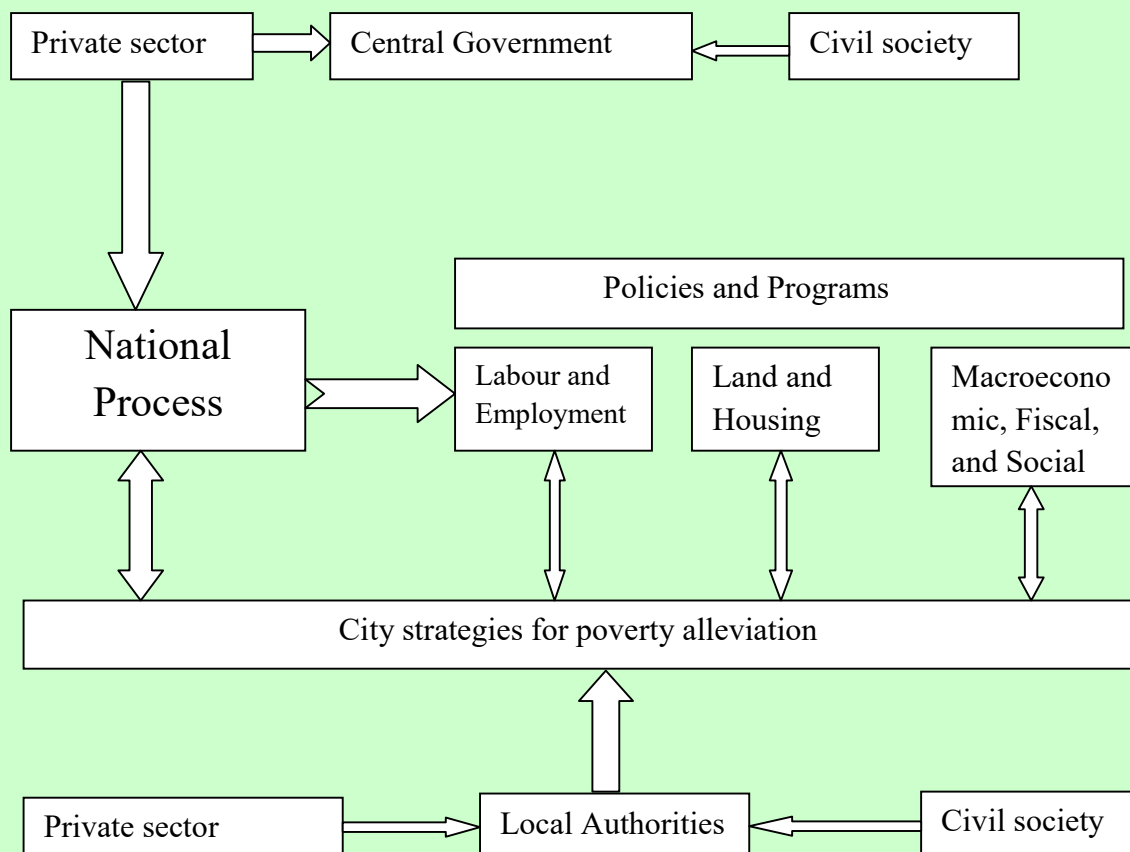 Private sector
Central Government
Civil society
Policies and Programs
National
Process
Labour and
Employment
Land and
Housing
Macroecono
mic, Fiscal,
and Social
City strategies for poverty alleviation
Private sector
Local Authorities
Civil society